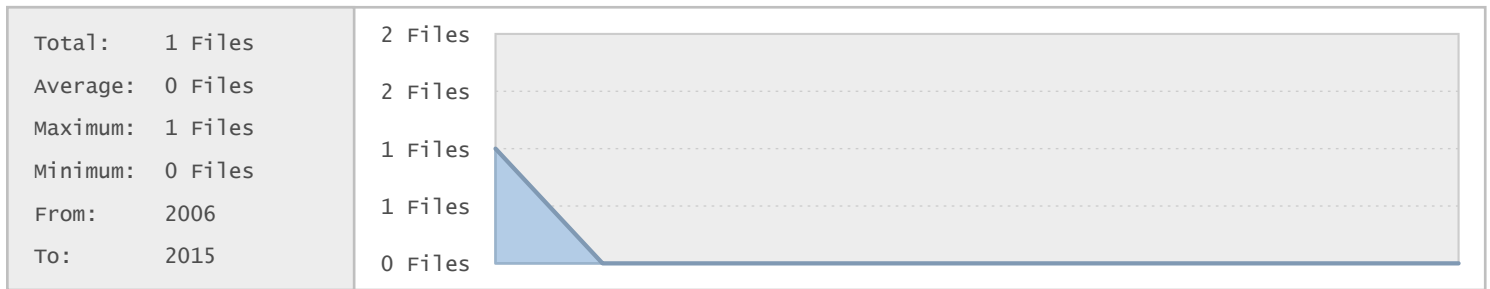 Total: 1 Files
Average: 0 Files
Maximum: 1 Files
Minimum: 0 Files
From: 2006
To: 2015
2 Files
2 Files
1 Files
1 Files
0 Files